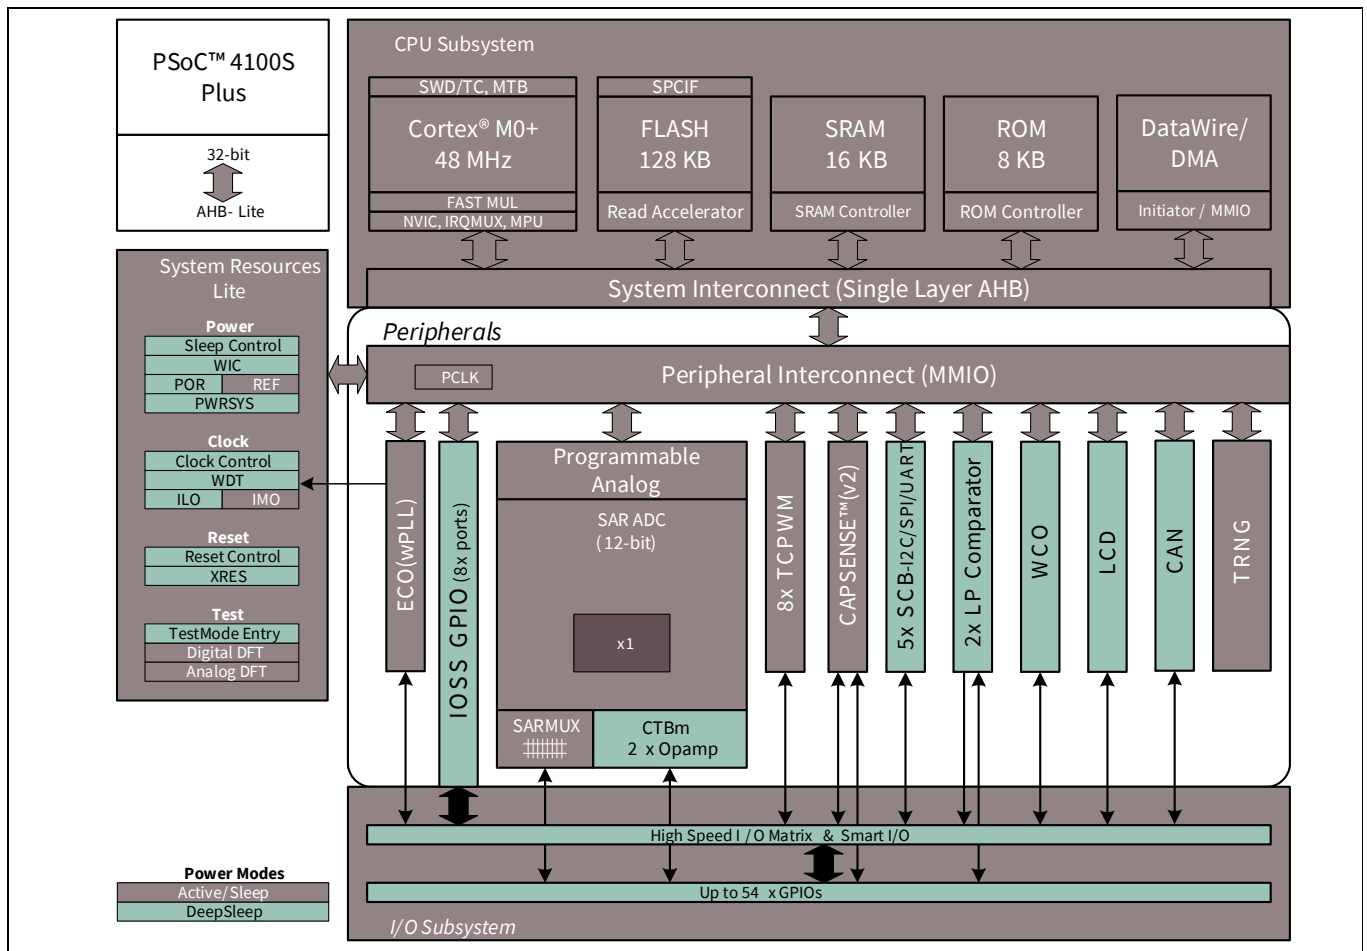 PSoC™ 4100S
Plus
32-bit
AHB- Lite
CPU Subsystem
SWD/TC, MTB
Cortex® M0+
48 MHz
FAST MUL
NVIC, IRQMUX, MPU
SPCIF
FLASH
128 KB
Read Accelerator
SRAM
16 KB
SRAM Controller
ROM
8 KB
ROM Controller
DataWire/
DMA
Initiator / MMIO
System Interconnect (Single Layer AHB)
System Resources
Lite
Power
Sleep Control
WIC
POR
REF
PWRSYS
Clock
Clock Control
WDT
ILO
IMO
Reset
Reset Control
XRES
Test
TestMode Entry
Digital DFT
Analog DFT
Peripherals
PCLK
Peripheral Interconnect (MMIO)
ECO(wPLL)
IOSS GPIO (8x ports)
Programmable
Analog
SAR ADC
(12-bit)
x1
SARMUX
CTBm
2 x Opamp
8x TCPWM
CAPSENSE™(v2)
5x SCB-I2C/SPI/UART
2x LP Comparator
WCO
LCD
CAN
TRNG
High Speed I / O Matrix & Smart I/O
Up to 54 x GPIOs
I/O Subsystem
Power Modes
Active/Sleep
DeepSleep